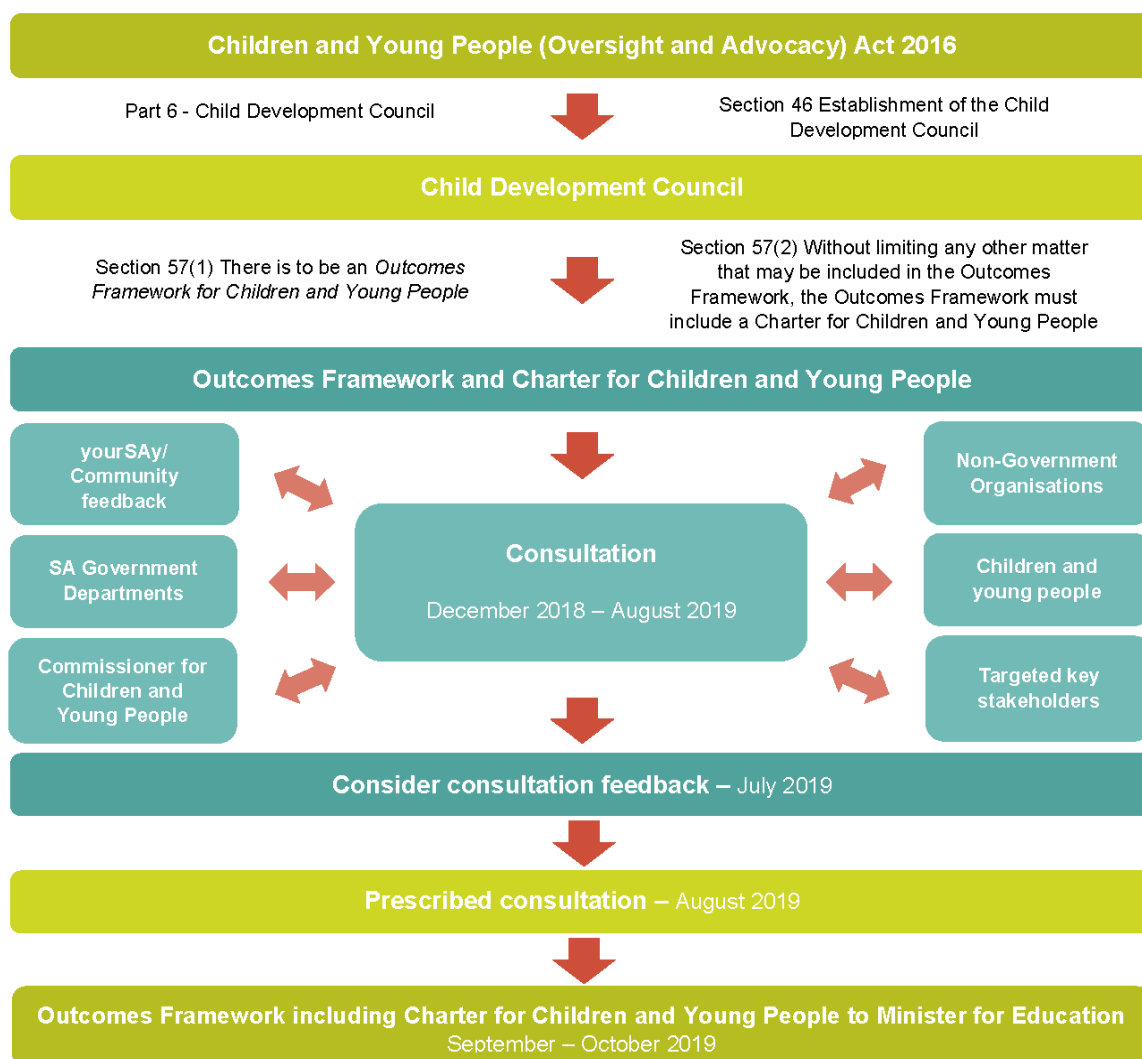 Children and Young People (Oversight and Advocacy) Act 2016
Part 6 - Child Development Council
Section 46 Establishment of the Child
Development Council
Child Development Council
Section 57(1) There is to be an Outcomes
Framework for Children and Young People
Section 57(2) Without limiting any other matter
that may be included in the Outcomes
Framework, the Outcomes Framework must
include a Charter for Children and Young People
Outcomes Framework and Charter for Children and Young People
yourSAy/
Community
feedback
SA Government
Departments
Commissioner for
Children and
Young People
Consultation
December 2018 – August 2019
Non-Government
Organisations
Children and
young people
Targeted key
stakeholders
Consider consultation feedback – July 2019
Prescribed consultation – August 2019
Outcomes Framework including Charter for Children and Young People to Minister for Education
September – October 2019